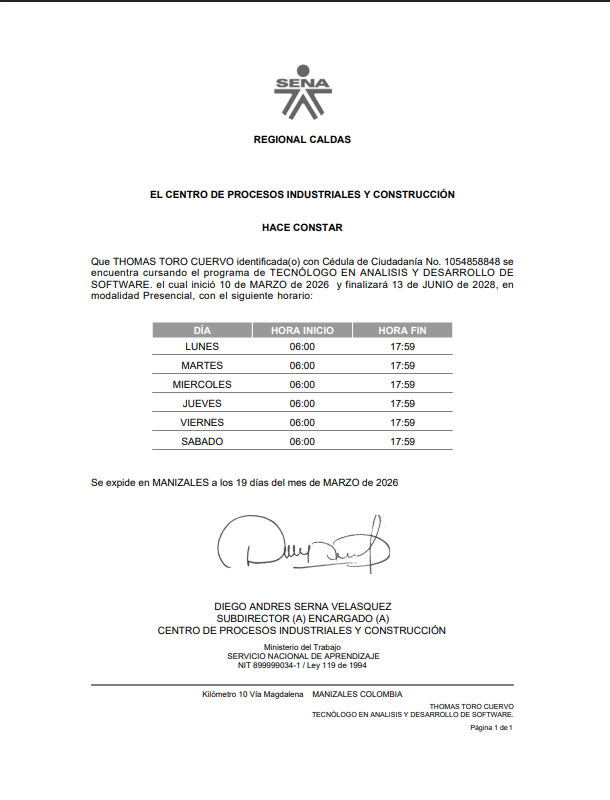 SENA
REGIONAL CALDAS
EL CENTRO DE PROCESOS INDUSTRIALES Y CONSTRUCCIÓN
HACE CONSTAR
Que THOMAS TORO CUERVO identificada(o) con Cédula de Ciudadanía No. 1054858848 se
encuentra cursando el programa de TECNÓLOGO EN ANALISIS Y DESARROLLO DE
SOFTWARE. el cual inició 10 de MARZO de 2026 y finalizará 13 de JUNIO de 2028, en
modalidad Presencial, con el siguiente horario:
DÍA HORA INICIO HORA FIN
LUNES 06:00 17:59
MARTES 06:00 17:59
MIERCOLES 06:00 17:59
JUEVES 06:00 17:59
VIERNES 06:00 17:59
SABADO 06:00 17:59
Se expide en MANIZALES a los 19 días del mes de MARZO de 2026
DIEGO ANDRES SERNA VELASQUEZ
SUBDIRECTOR (A) ENCARGADO (A)
CENTRO DE PROCESOS INDUSTRIALES Y CONSTRUCCIÓN
Ministerio del Trabajo
SERVICIO NACIONAL DE APRENDIZAJE
NIT 899999034-1 / Ley 119 de 1994
Kilómetro 10 Vía Magdalena MANIZALES COLOMBIA
THOMAS TORO CUERVO
TECNÓLOGO EN ANALISIS Y DESARROLLO DE SOFTWARE.
Página 1 de 1